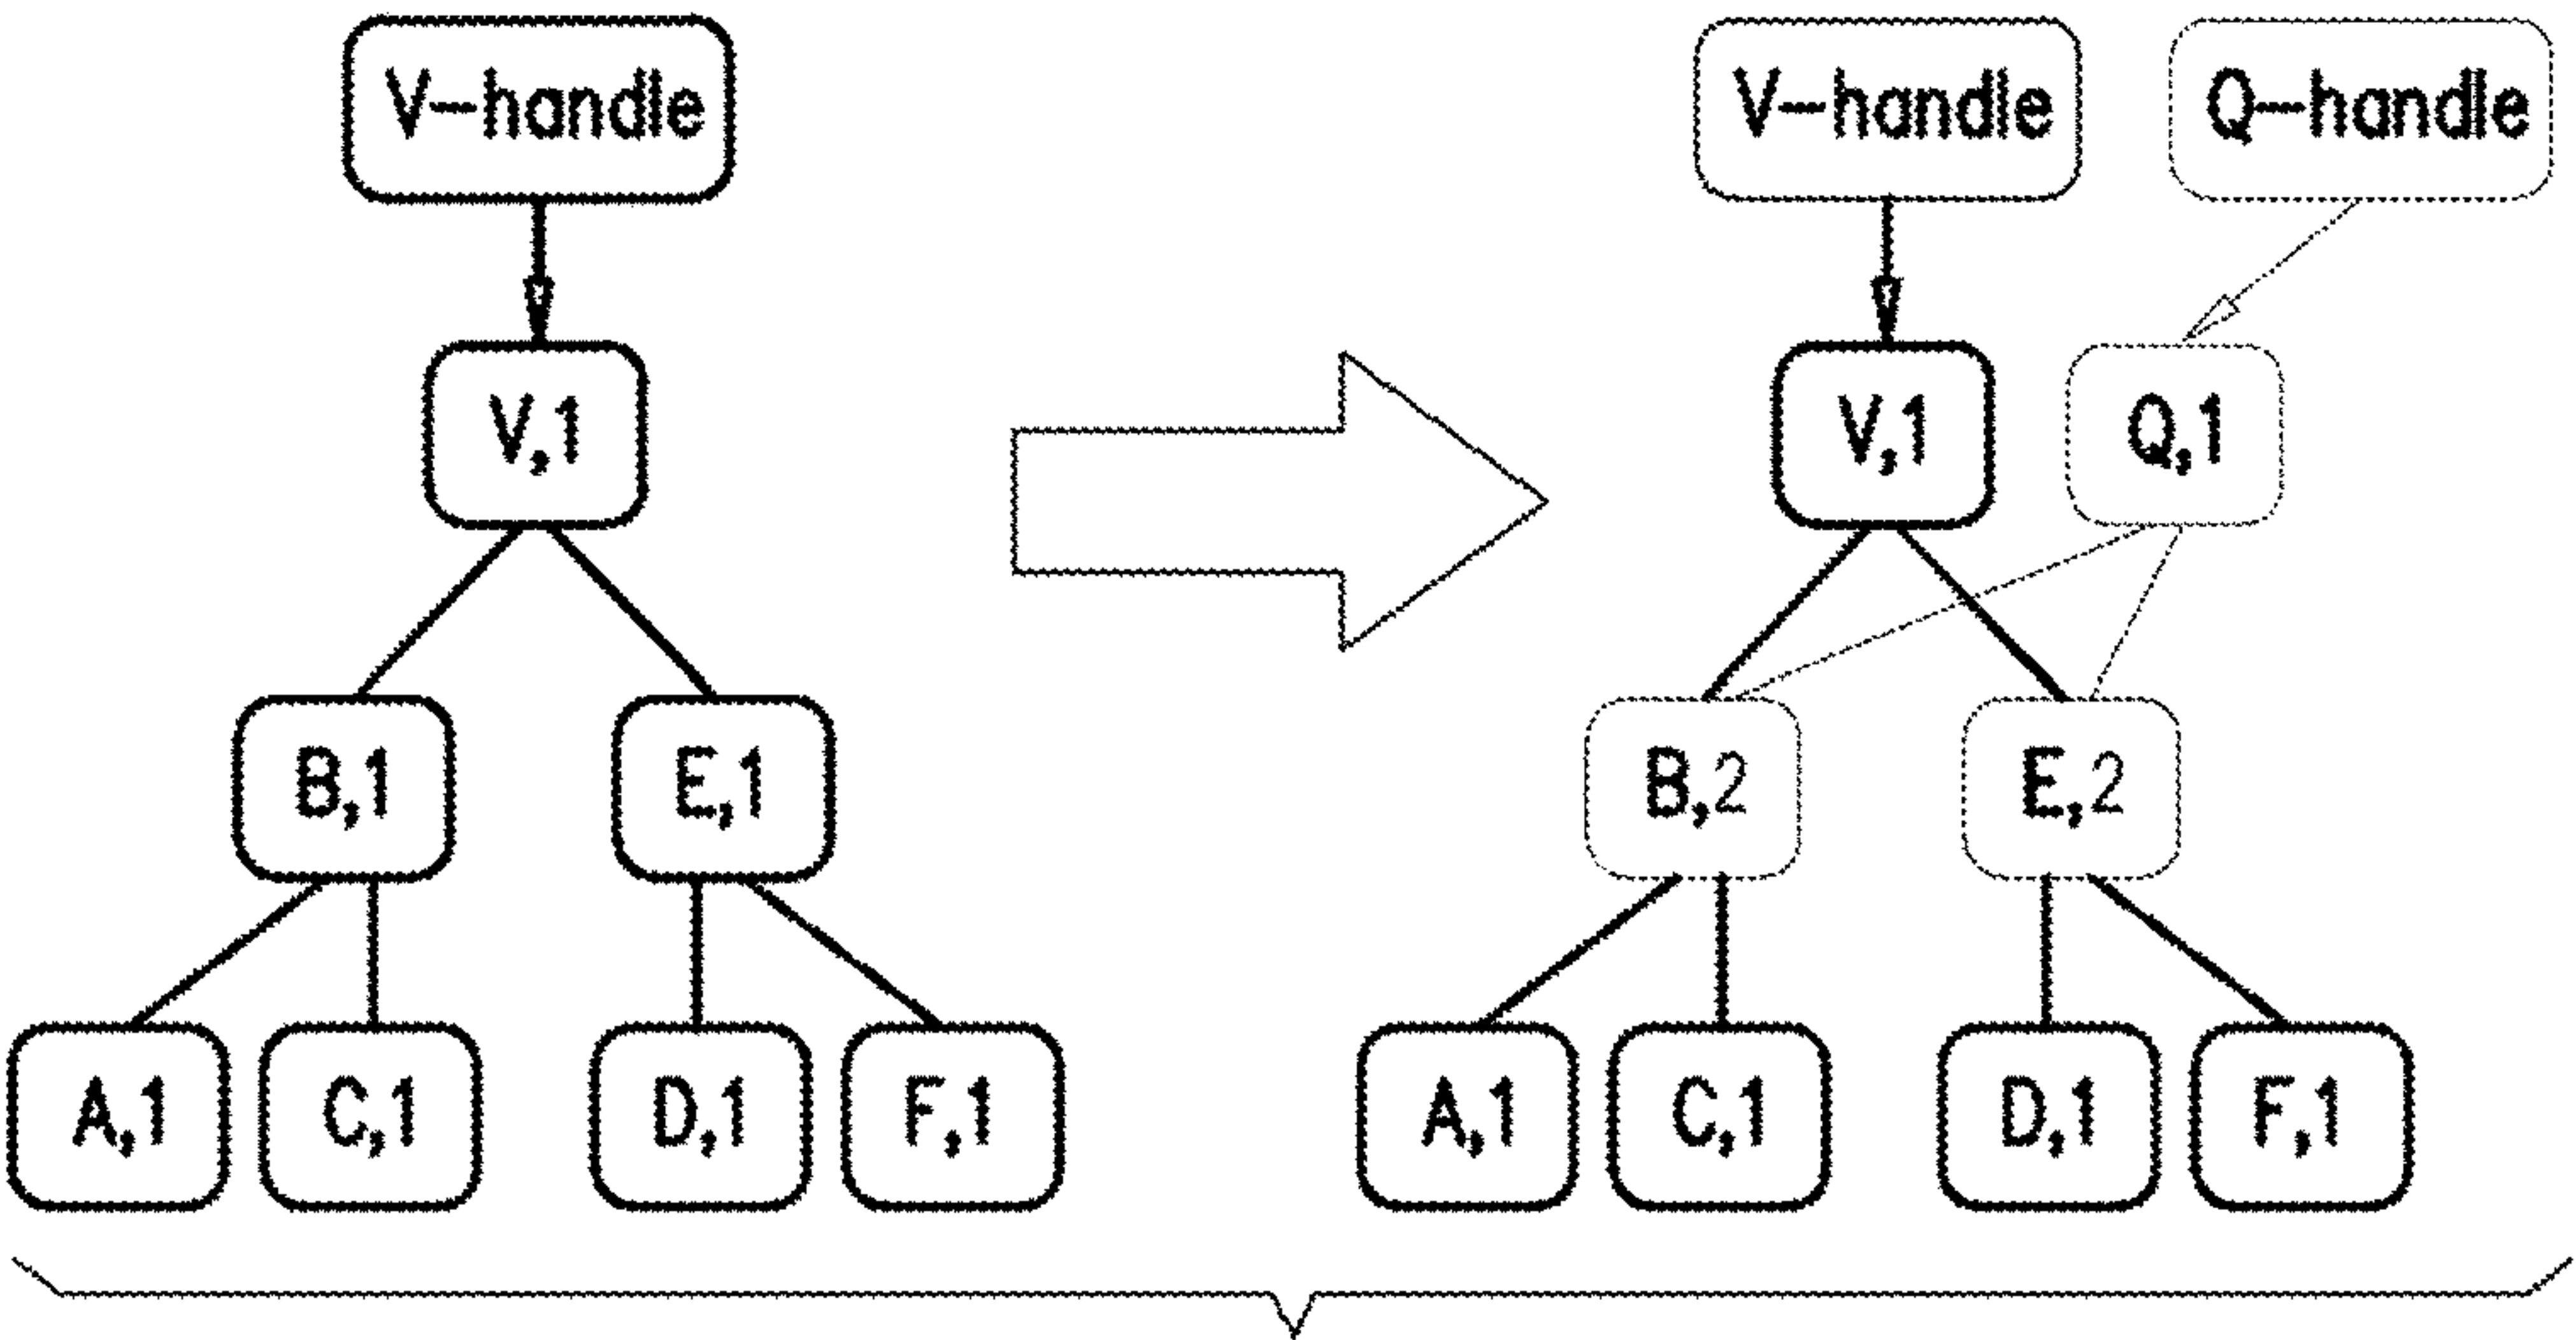 V-handle
V,1
B,1
E,1
A,1
C,1
D,1
F,1
V-handle
Q-handle
V,1
Q,1
B,2
E,2
A,1
C,1
D,1
F,1